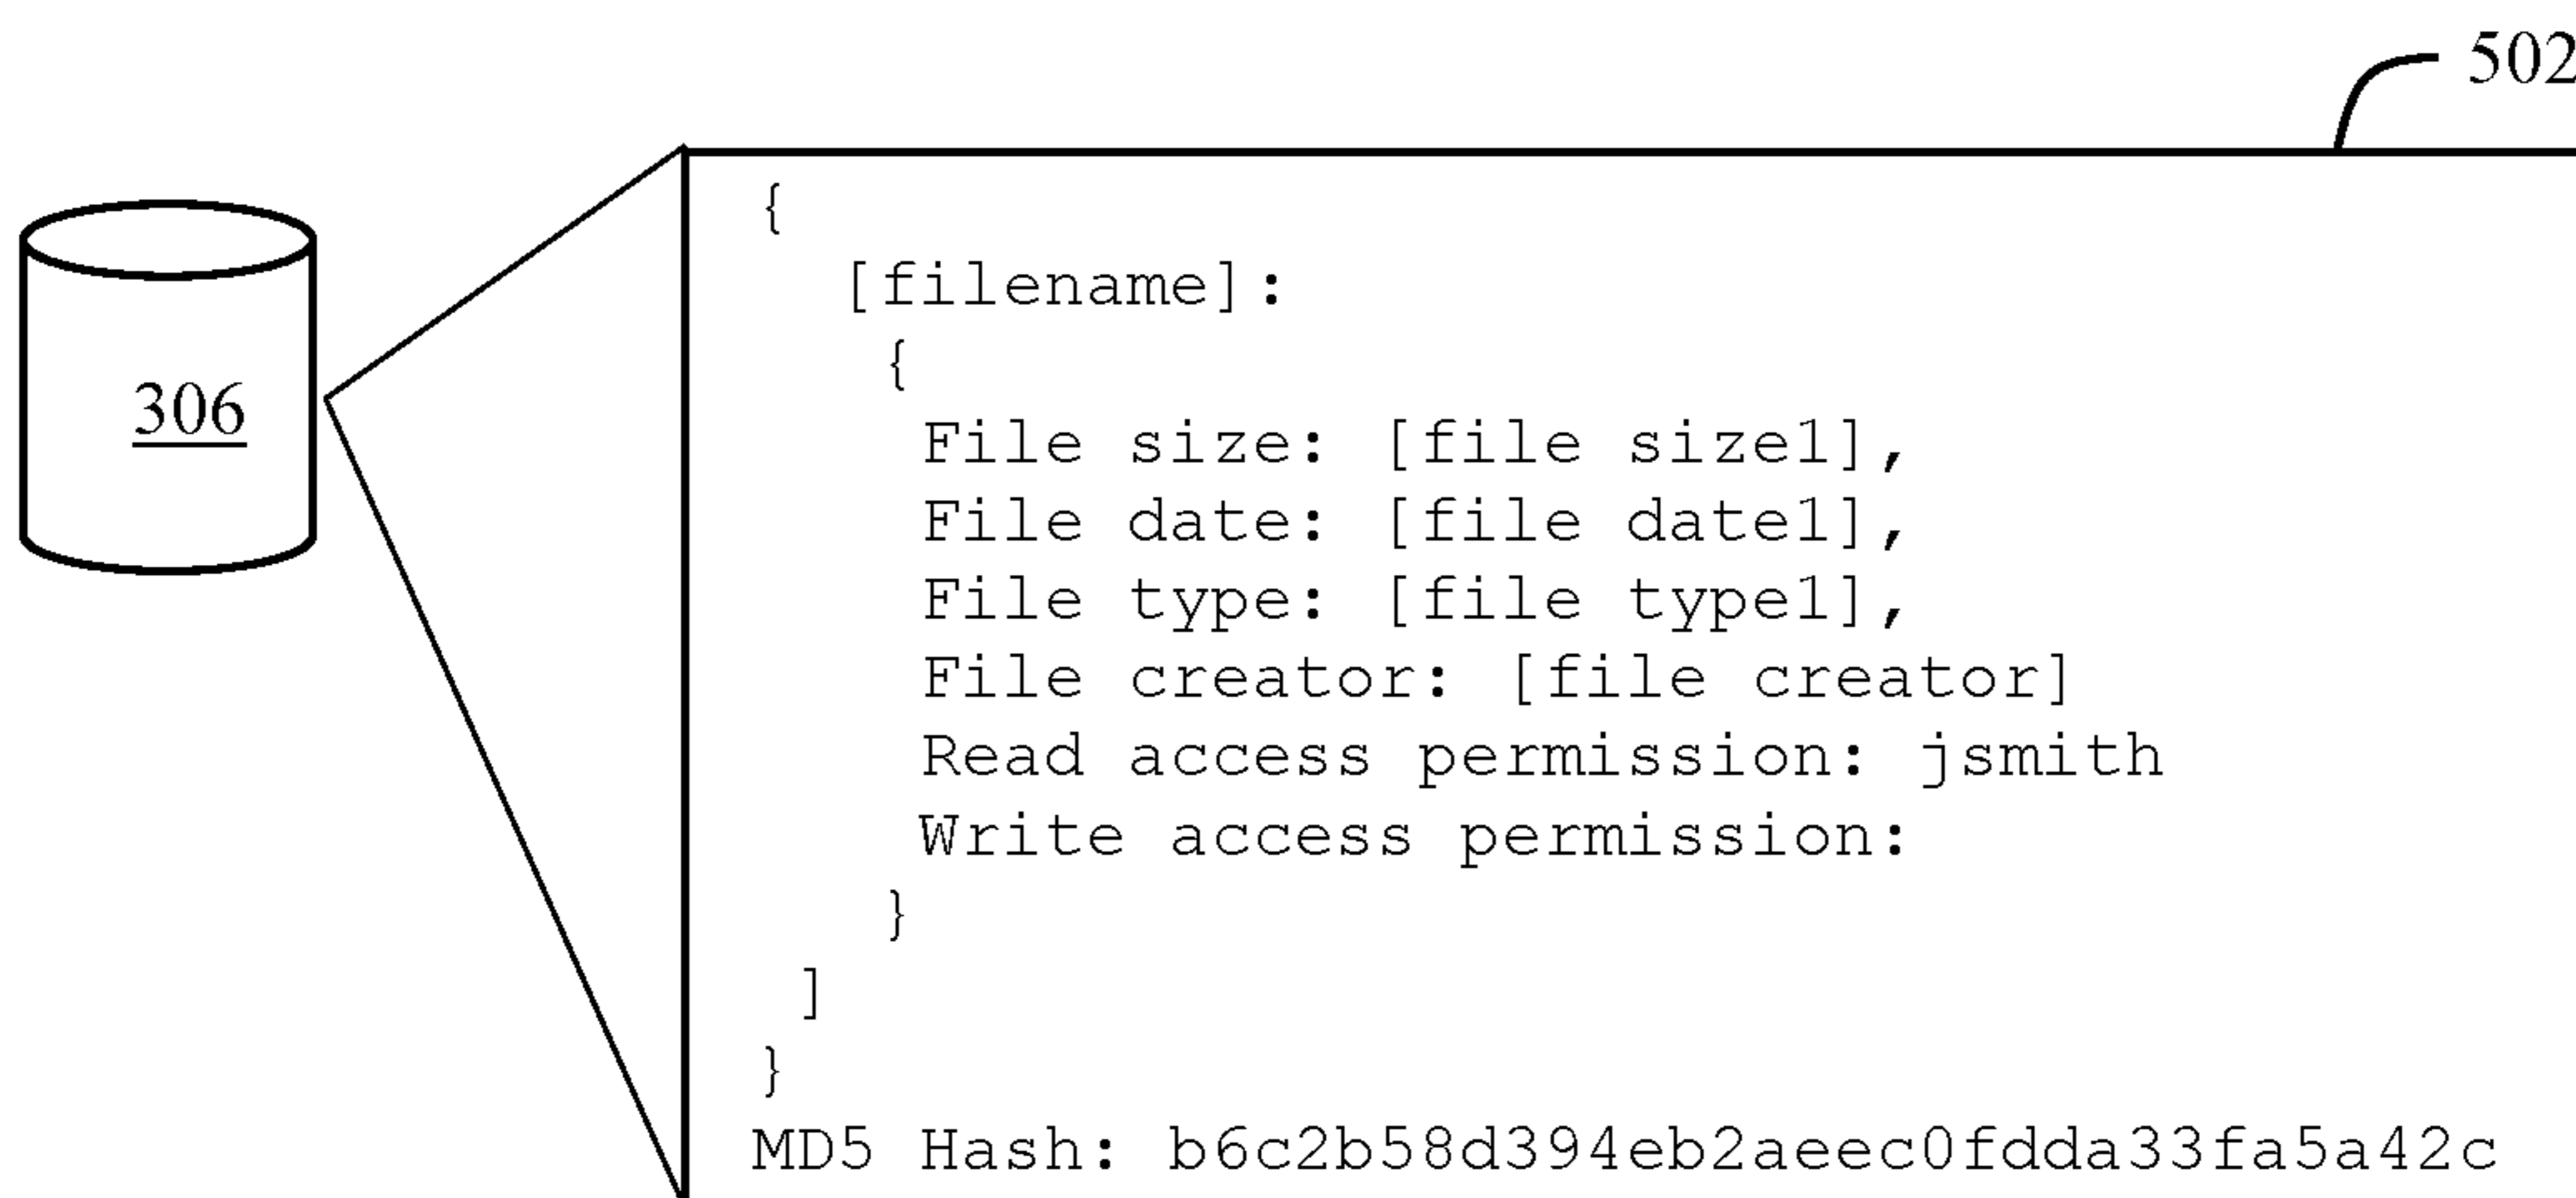 502
{
[filename]:
{
306
File size: [file size1],
File date: [file date1],
File type: [file type1],
File creator: [file creator]
Read access permission: jsmith
Write access permission:
}
]
}
MD5 Hash: b6c2b58d394eb2aeec0fdda33fa5a42c